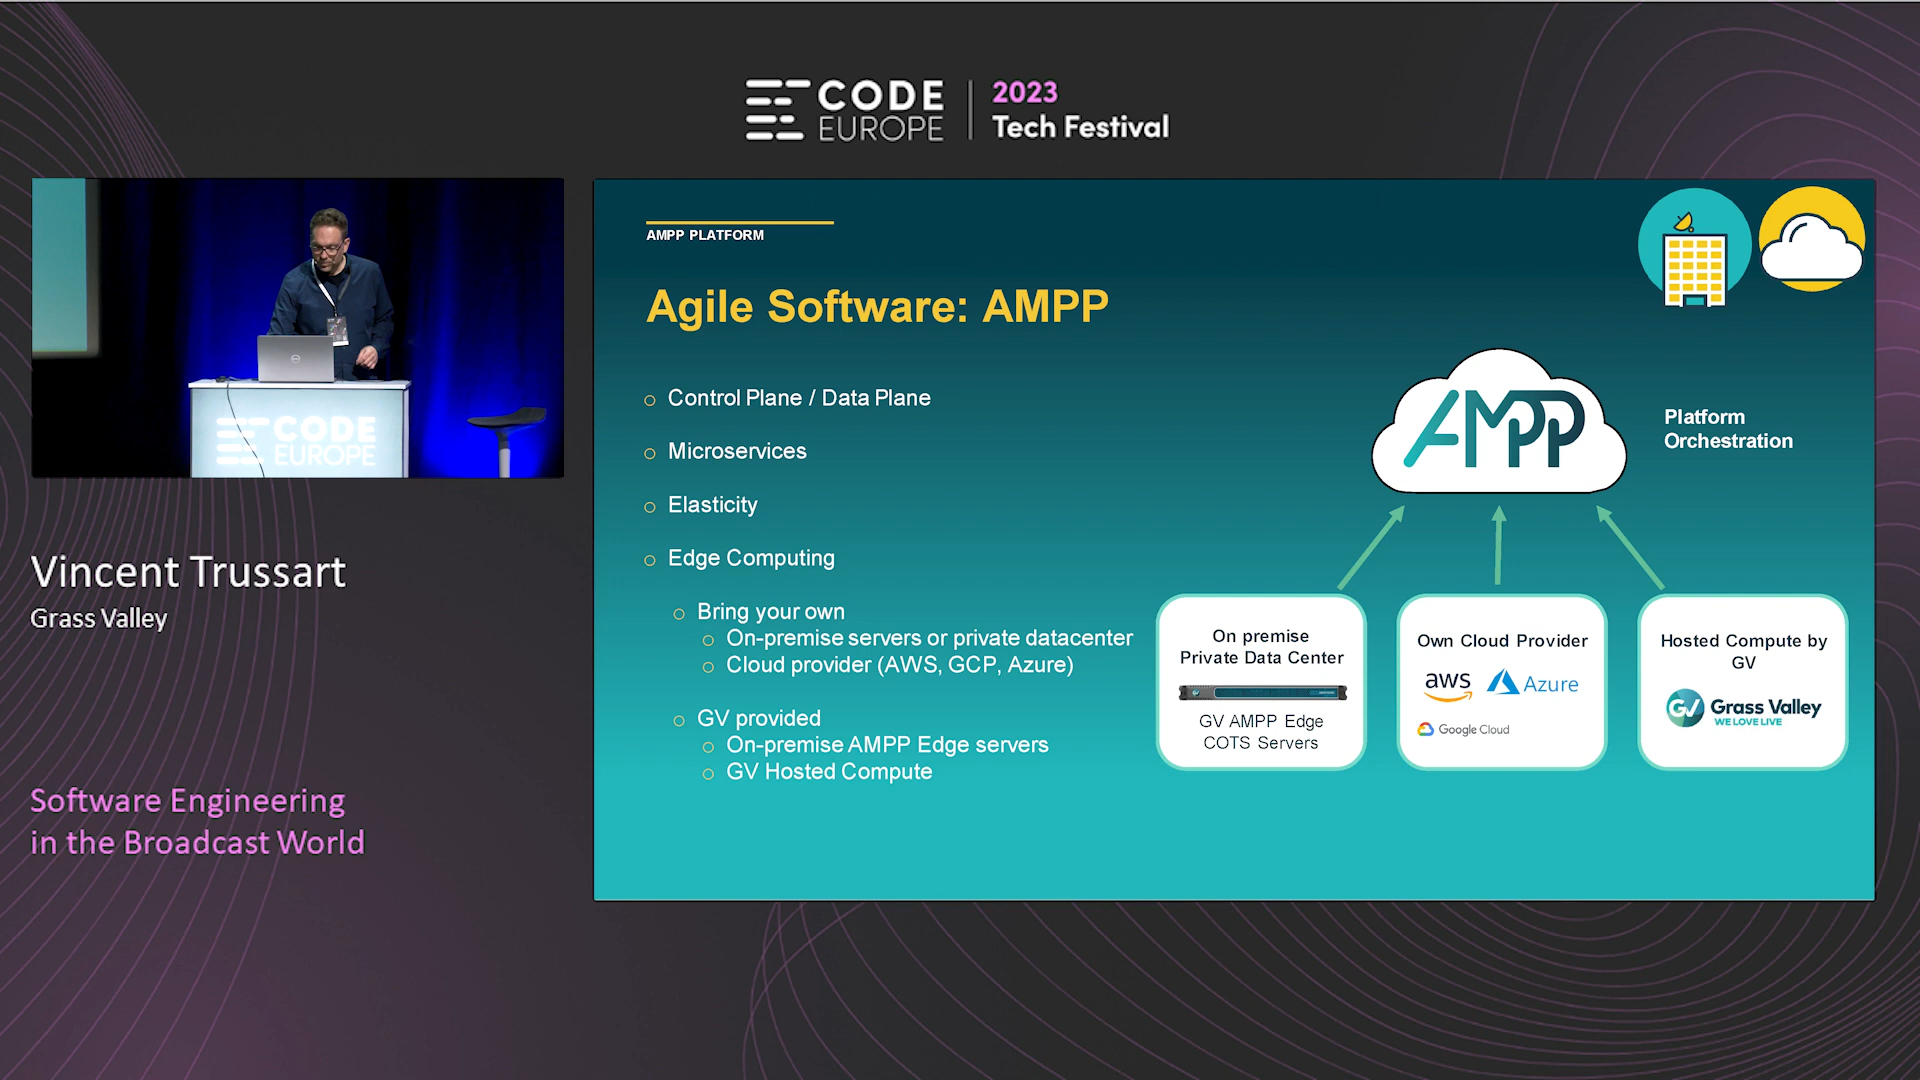 CODE
EUROPE
2023
Tech Festival
CODE
EUROPE
Vincent Trussart
Grass Valley
Software Engineering
in the Broadcast World
AMPP PLATFORM
Agile Software: AMPP
Control Plane / Data Plane
Microservices
Elasticity
Edge Computing
Bring your own
On-premise servers or private datacenter
Cloud provider (AWS, GCP, Azure)
GV provided
On-premise AMPP Edge servers
GV Hosted Compute
AMPP
Platform
Orchestration
On premise
Private Data Center
GV AMPP Edge
COTS Servers
Own Cloud Provider
aws Azure
Google Cloud
Hosted Compute by
GV
GV Grass Valley
WE LOVE LIVE